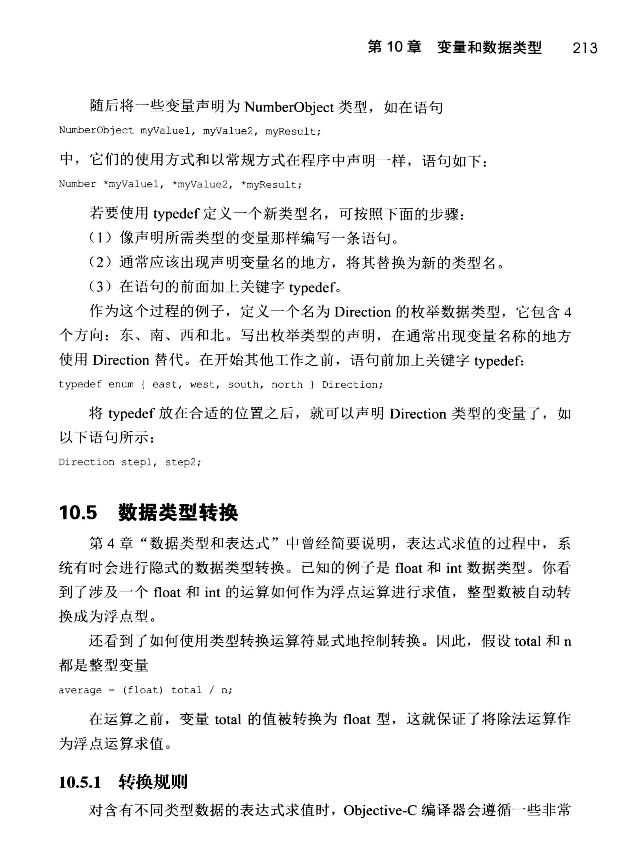 第 10 章 变量和数据类型 213
随后将一些变量声明为 NumberObject 类型，如在语句
NumberObject myValue1, myValue2, myResult;
中，它们的使用方式和以常规方式在程序中声明一样，语句如下：
Number *myValue1, *myValue2, *myResult;
若要使用 typedef 定义一个新类型名，可按照下面的步骤：
（1）像声明所需类型的变量那样编写一条语句。
（2）通常应该出现声明变量名的地方，将其替换为新的类型名。
（3）在语句的前面加上关键字 typedef。
作为这个过程的例子，定义一个名为 Direction 的枚举数据类型，它包含 4
个方向：东、南、西和北。写出枚举类型的声明，在通常出现变量名称的地方
使用 Direction 替代。在开始其他工作之前，语句前加上关键字 typedef:
typedef enum { east, west, south, north } Direction;
将 typedef 放在合适的位置之后，就可以声明 Direction 类型的变量了，如
以下语句所示：
Direction step1, step2;
10.5 数据类型转换
第 4 章“数据类型和表达式”中曾经简要说明，表达式求值的过程中，系
统有时会进行隐式的数据类型转换。已知的例子是 float 和 int 数据类型。你看
到了涉及一个 float 和 int 的运算如何作为浮点运算进行求值，整型数被自动转
换成为浮点型。
还看到了如何使用类型转换运算符显式地控制转换。因此，假设 total 和 n
都是整型变量
average = (float) total / n;
在运算之前，变量 total 的值被转换为 float 型，这就保证了将除法运算作
为浮点运算求值。
10.5.1 转换规则
对含有不同类型数据的表达式求值时，Objective-C 编译器会遵循一些非常